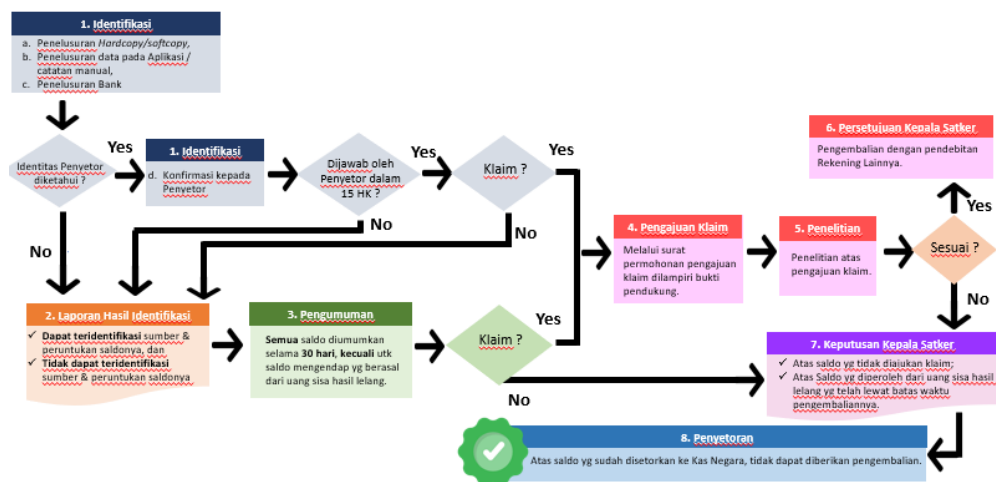 1. Identifikasi
a. Penelusuran Hardcopy/softcopy,
b. Penelusuran data pada Aplikasi /
catatan manual,
c. Penelusuran Bank
Identitas Penyetor
diketahui ?
Yes
No
1. Identifikasi
d. Konfirmasi kepada
Penyetor
Dijawab oleh
Penyetor dalam
15 HK ?
Yes
No
Klaim ?
Yes
No
2. Laporan Hasil Identifikasi
✓ Dapat teridentifikasi sumber &
peruntukan saldonya, dan
✓ Tidak dapat teridentifikasi
sumber & peruntukan saldonya
3. Pengumuman
Semua saldo diumumkan
selama 30 hari, kecuali utk
saldo mengendap yg berasal
dari uang sisa hasil lelang.
Klaim ?
Yes
No
4. Pengajuan Klaim
Melalui surat
permohonan pengajuan
klaim dilampiri bukti
pendukung.
5. Penelitian
Penelitian atas
pengajuan klaim.
Sesuai ?
Yes
No
6. Persetujuan Kepala Satker
Pengembalian dengan pendebitan
Rekening Lainnya.
7. Keputusan Kepala Satker
✓ Atas saldo yg tidak diajukan klaim;
✓ Atas Saldo yg diperoleh dari uang sisa hasil
lelang yg telah lewat batas waktu
pengembaliannya.
8. Penyetoran
Atas saldo yg sudah disetorkan ke Kas Negara, tidak dapat diberikan pengembalian.